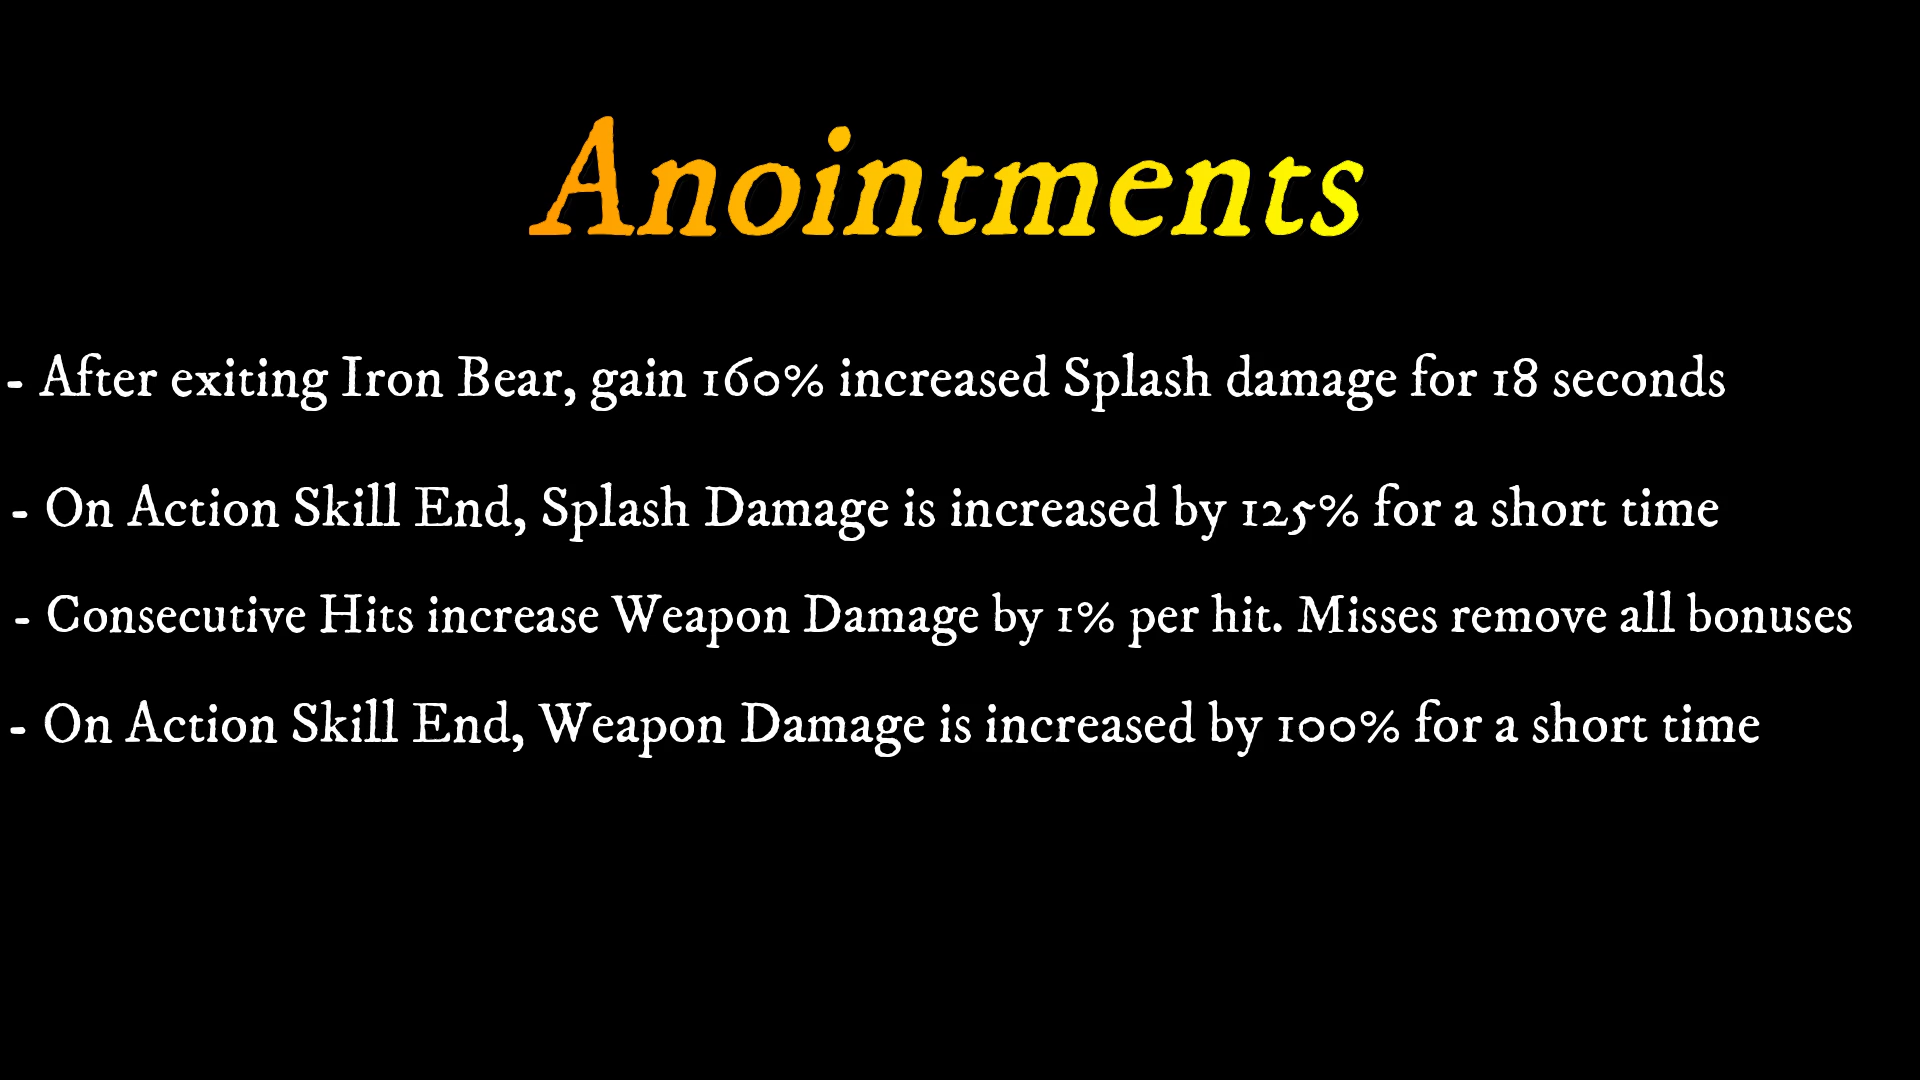 Anointments
- After exiting Iron Bear, gain 160% increased Splash damage for 18 seconds
- On Action Skill End, Splash Damage is increased by 125% for a short time
- Consecutive Hits increase Weapon Damage by 1% per hit. Misses remove all bonuses
- On Action Skill End, Weapon Damage is increased by 100% for a short time